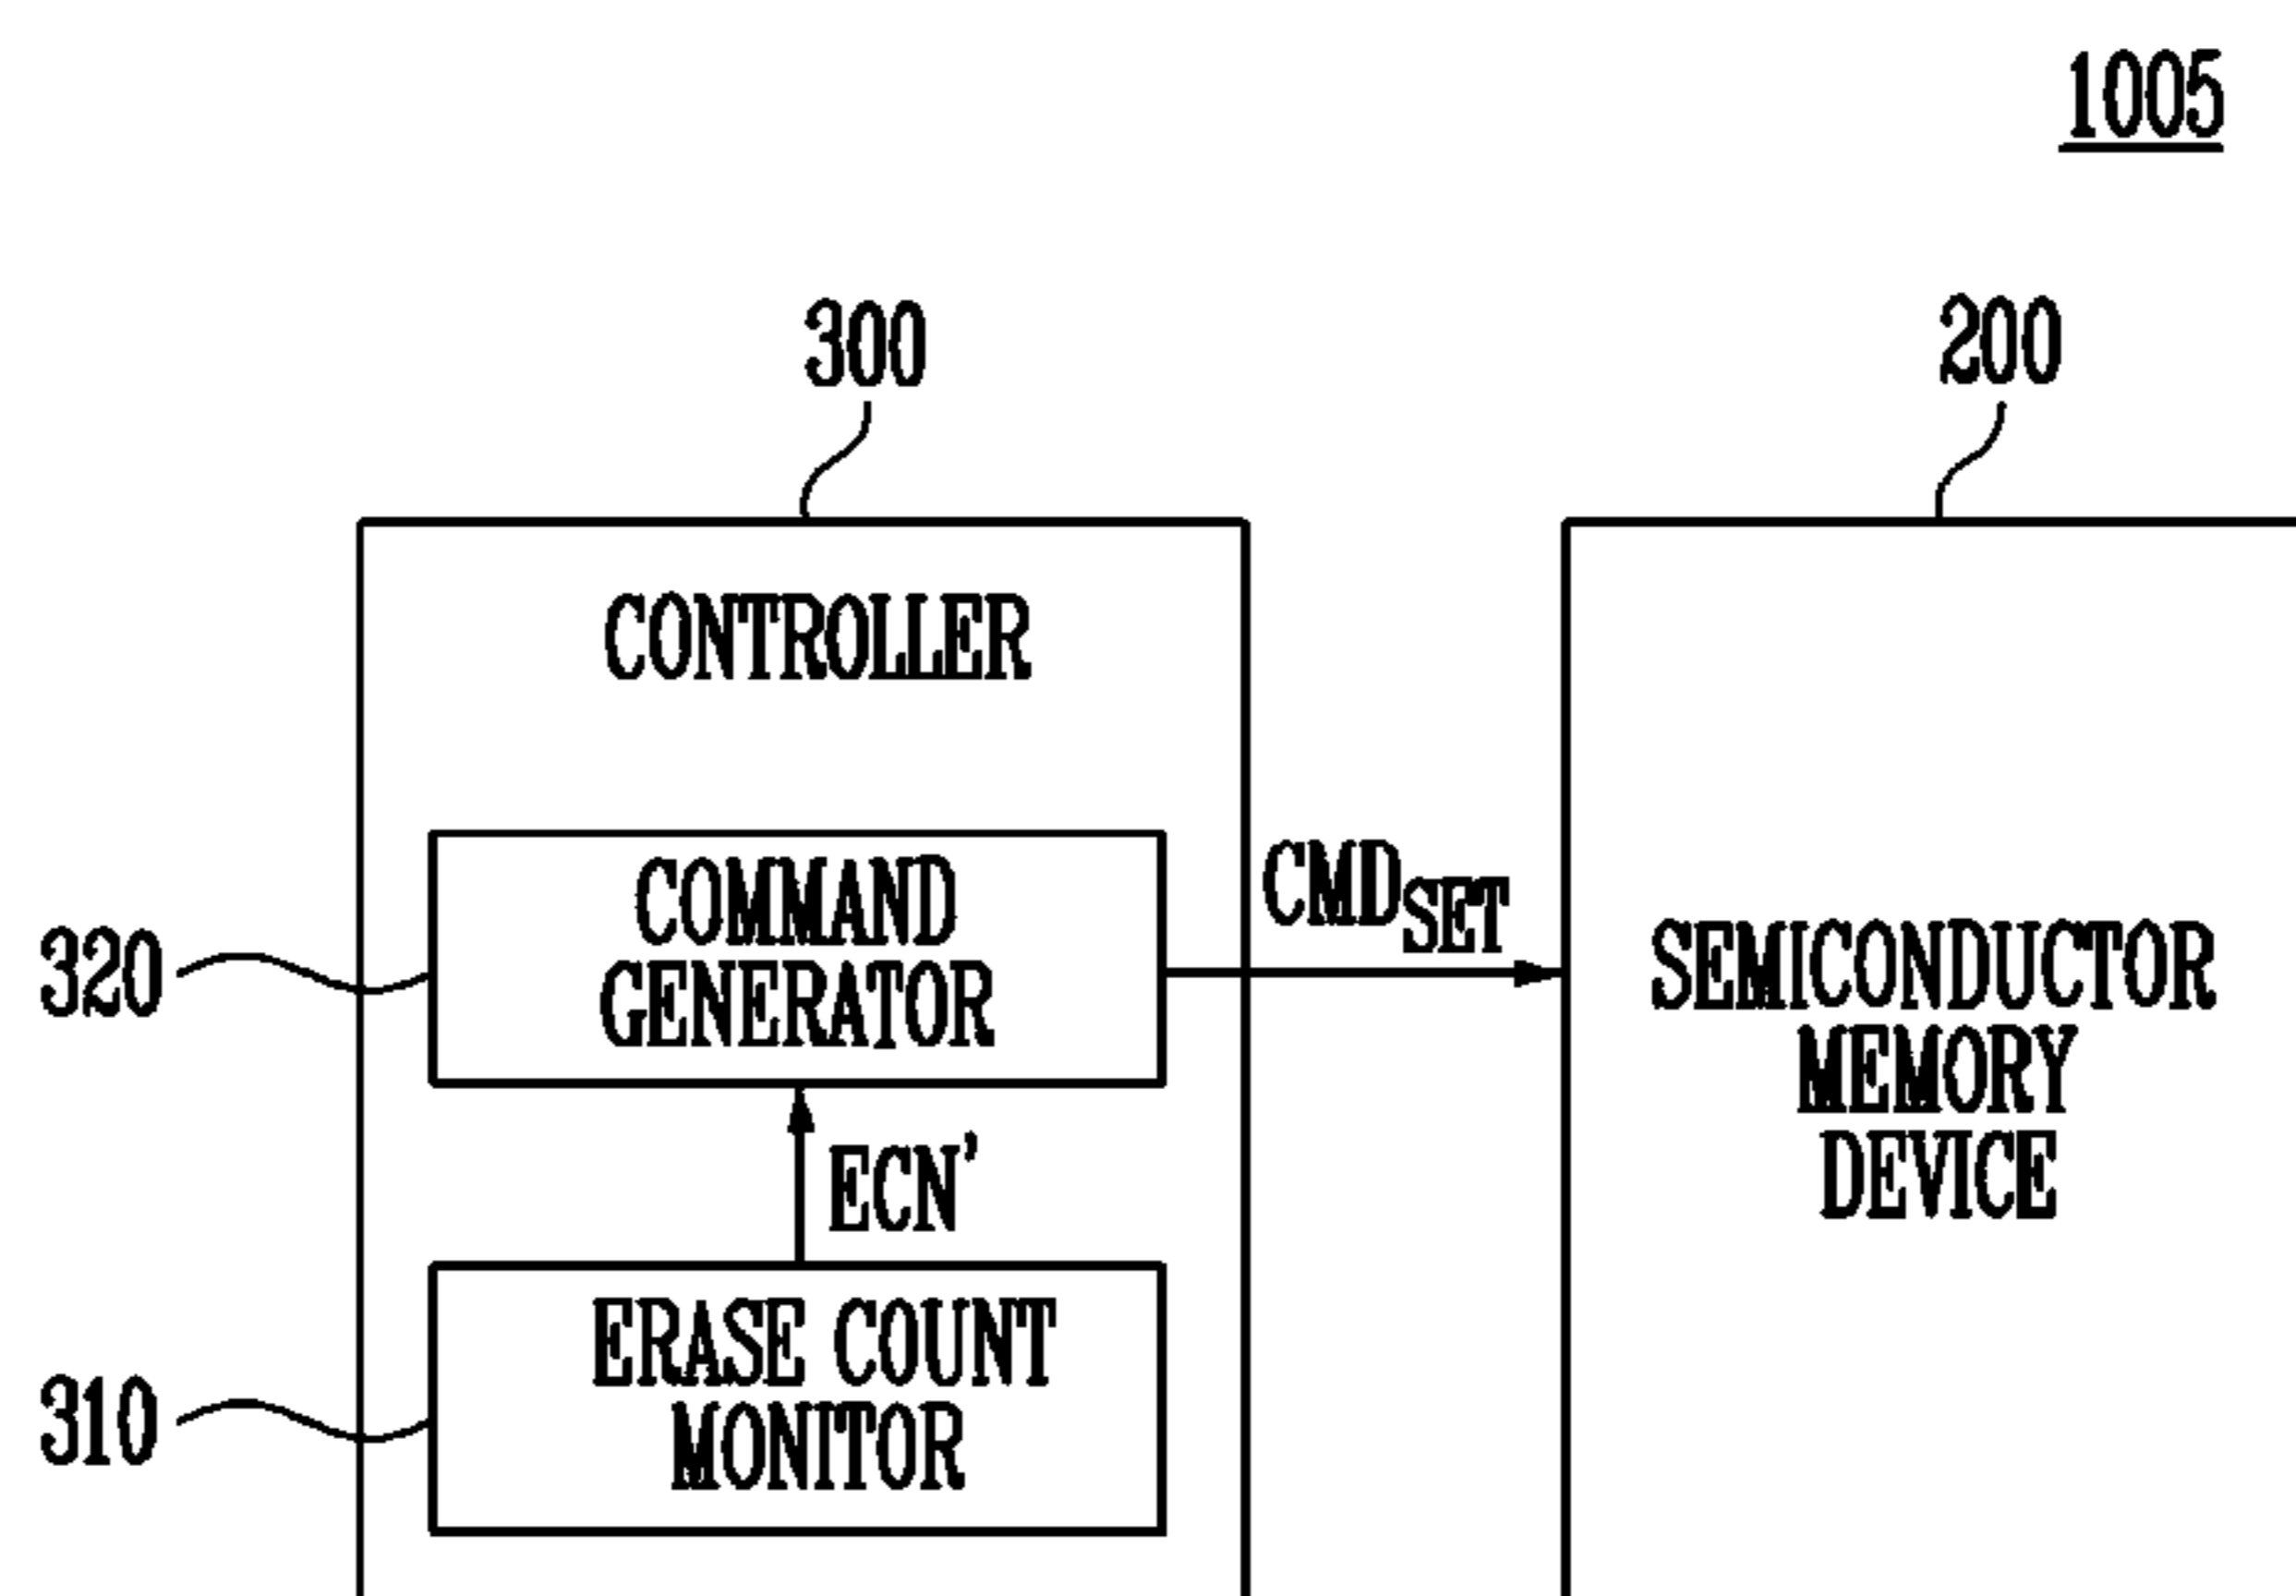 1005
300
200
CONTROLLER
COMMAND
GENERATOR
320
CMDSET
SEMICONDUCTOR
MEMORY
DEVICE
ECN'
ERASE COUNT
MONITOR
310